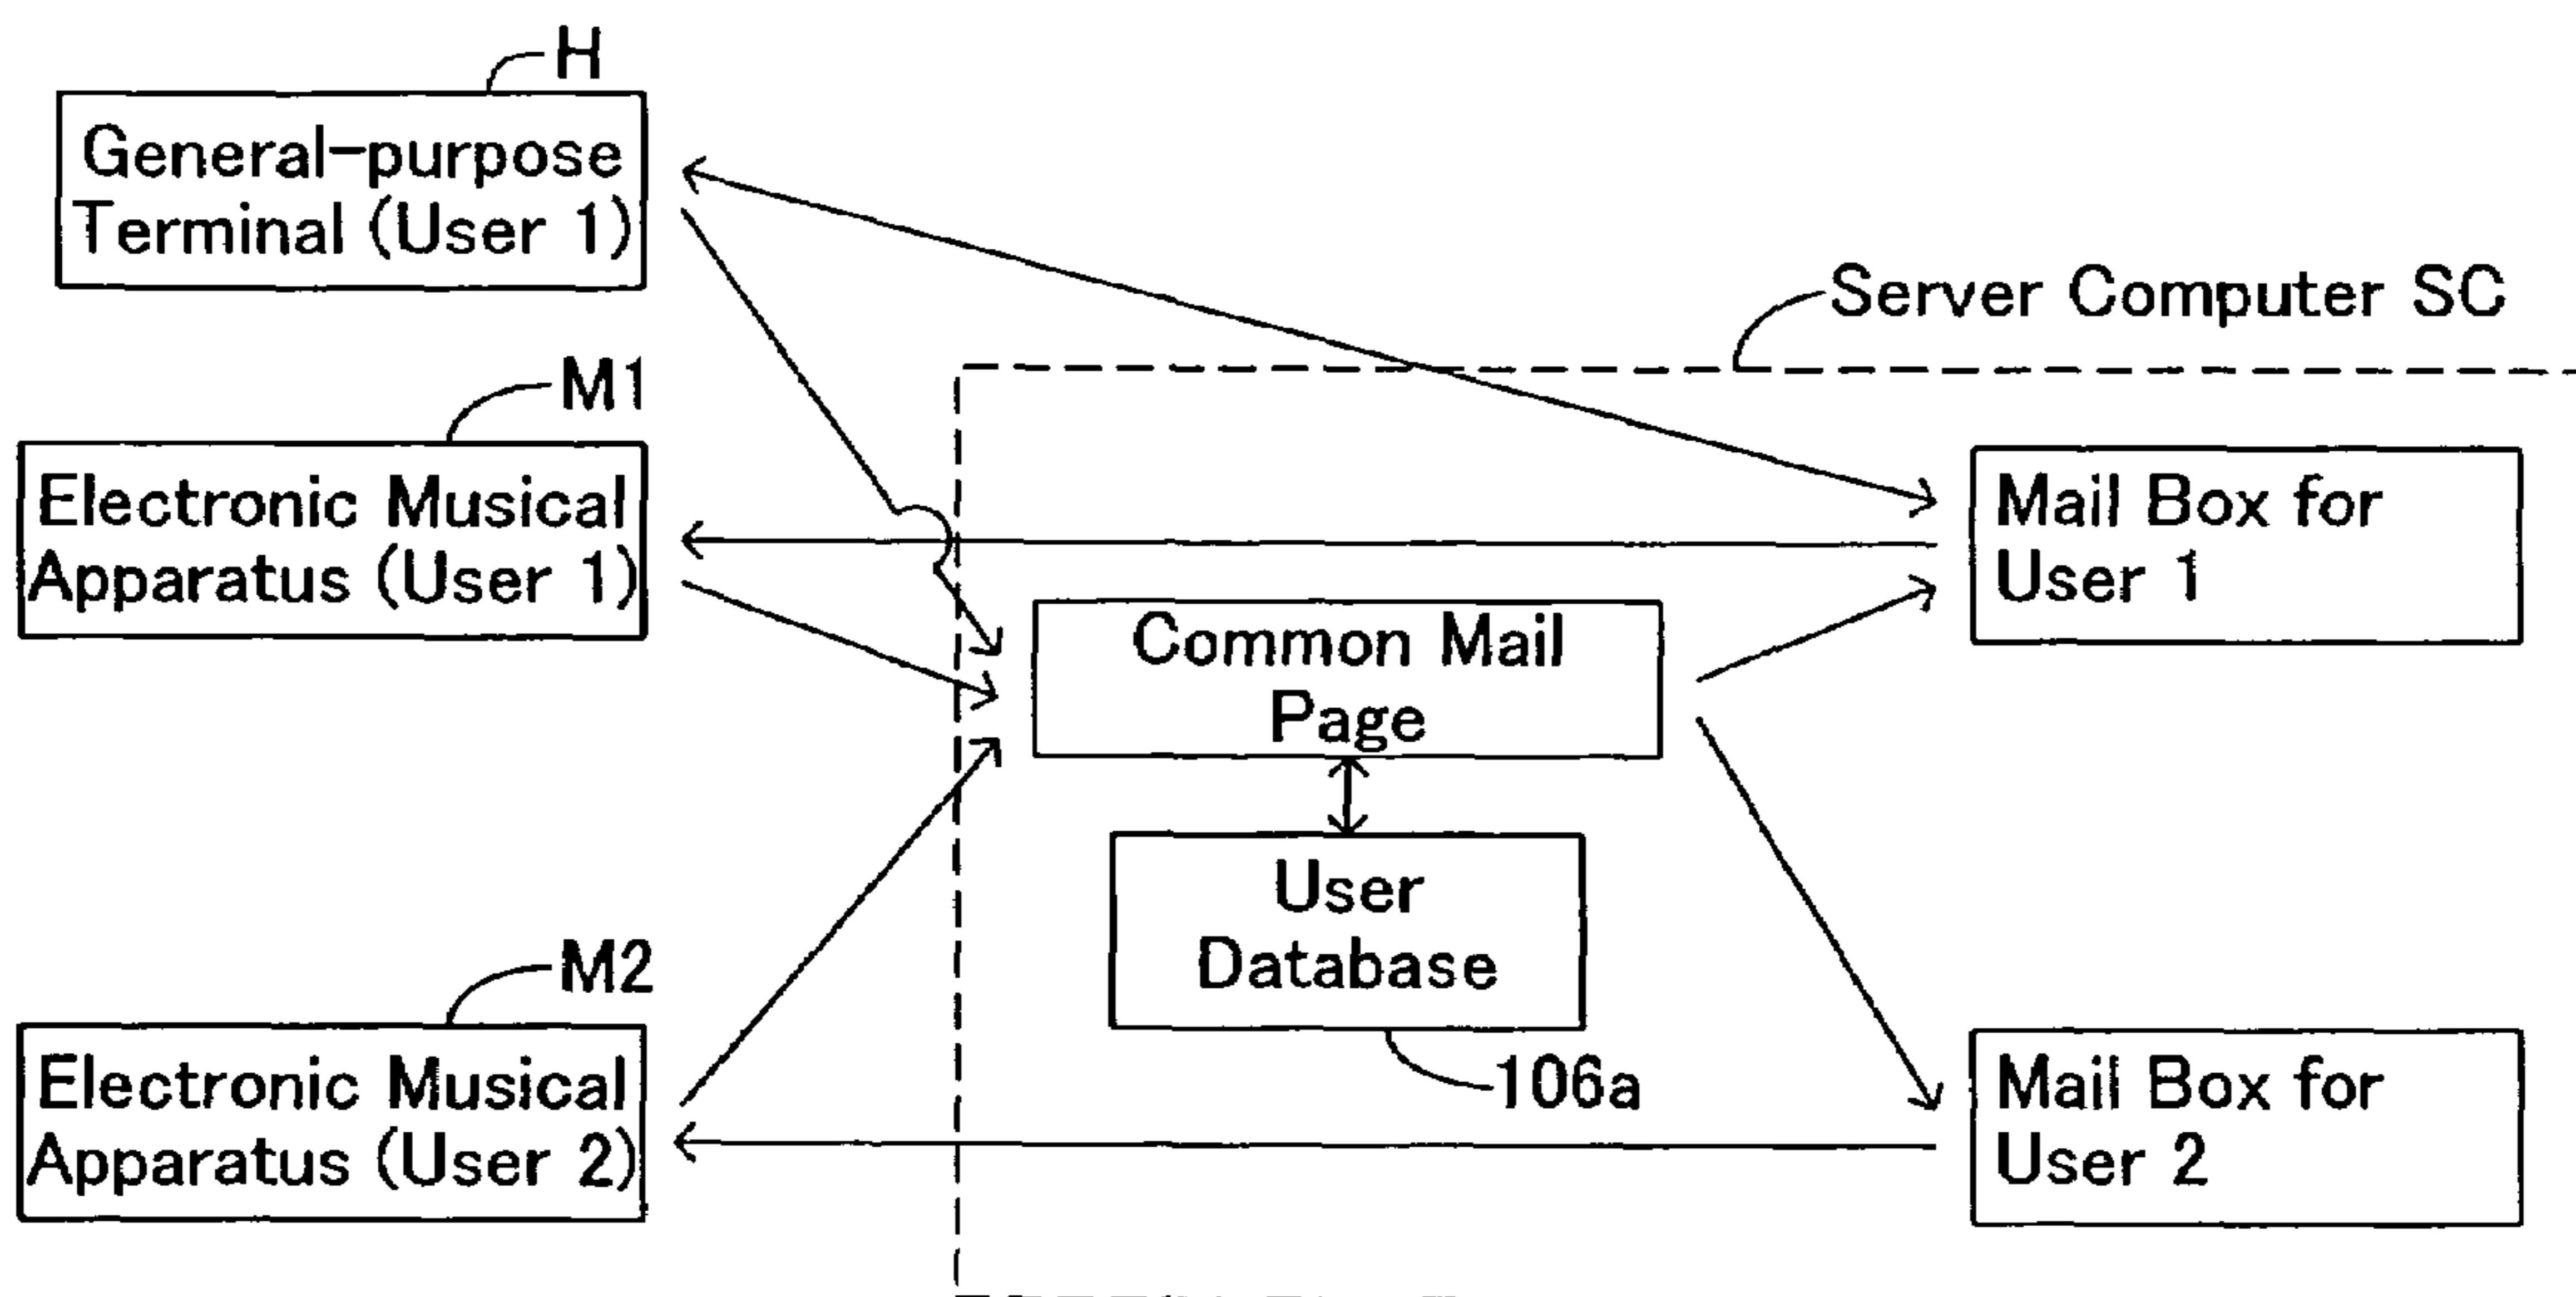 H
General-purpose
Terminal (User 1)
Server Computer SC
M1
Electronic Musical
Apparatus (User 1)
Mail Box for
User 1
Common Mail
Page
User
Database
106a
M2
Electronic Musical
Apparatus (User 2)
Mail Box for
User 2